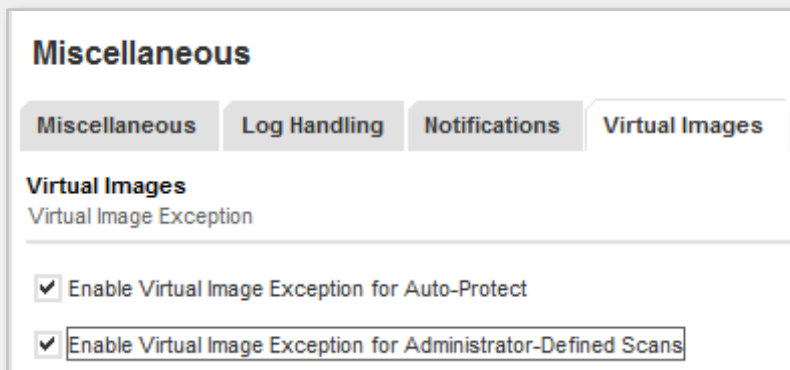 Miscellaneous
Miscellaneous Log Handling Notifications Virtual Images
Virtual Images
Virtual Image Exception
Enable Virtual Image Exception for Auto-Protect
Enable Virtual Image Exception for Administrator-Defined Scans